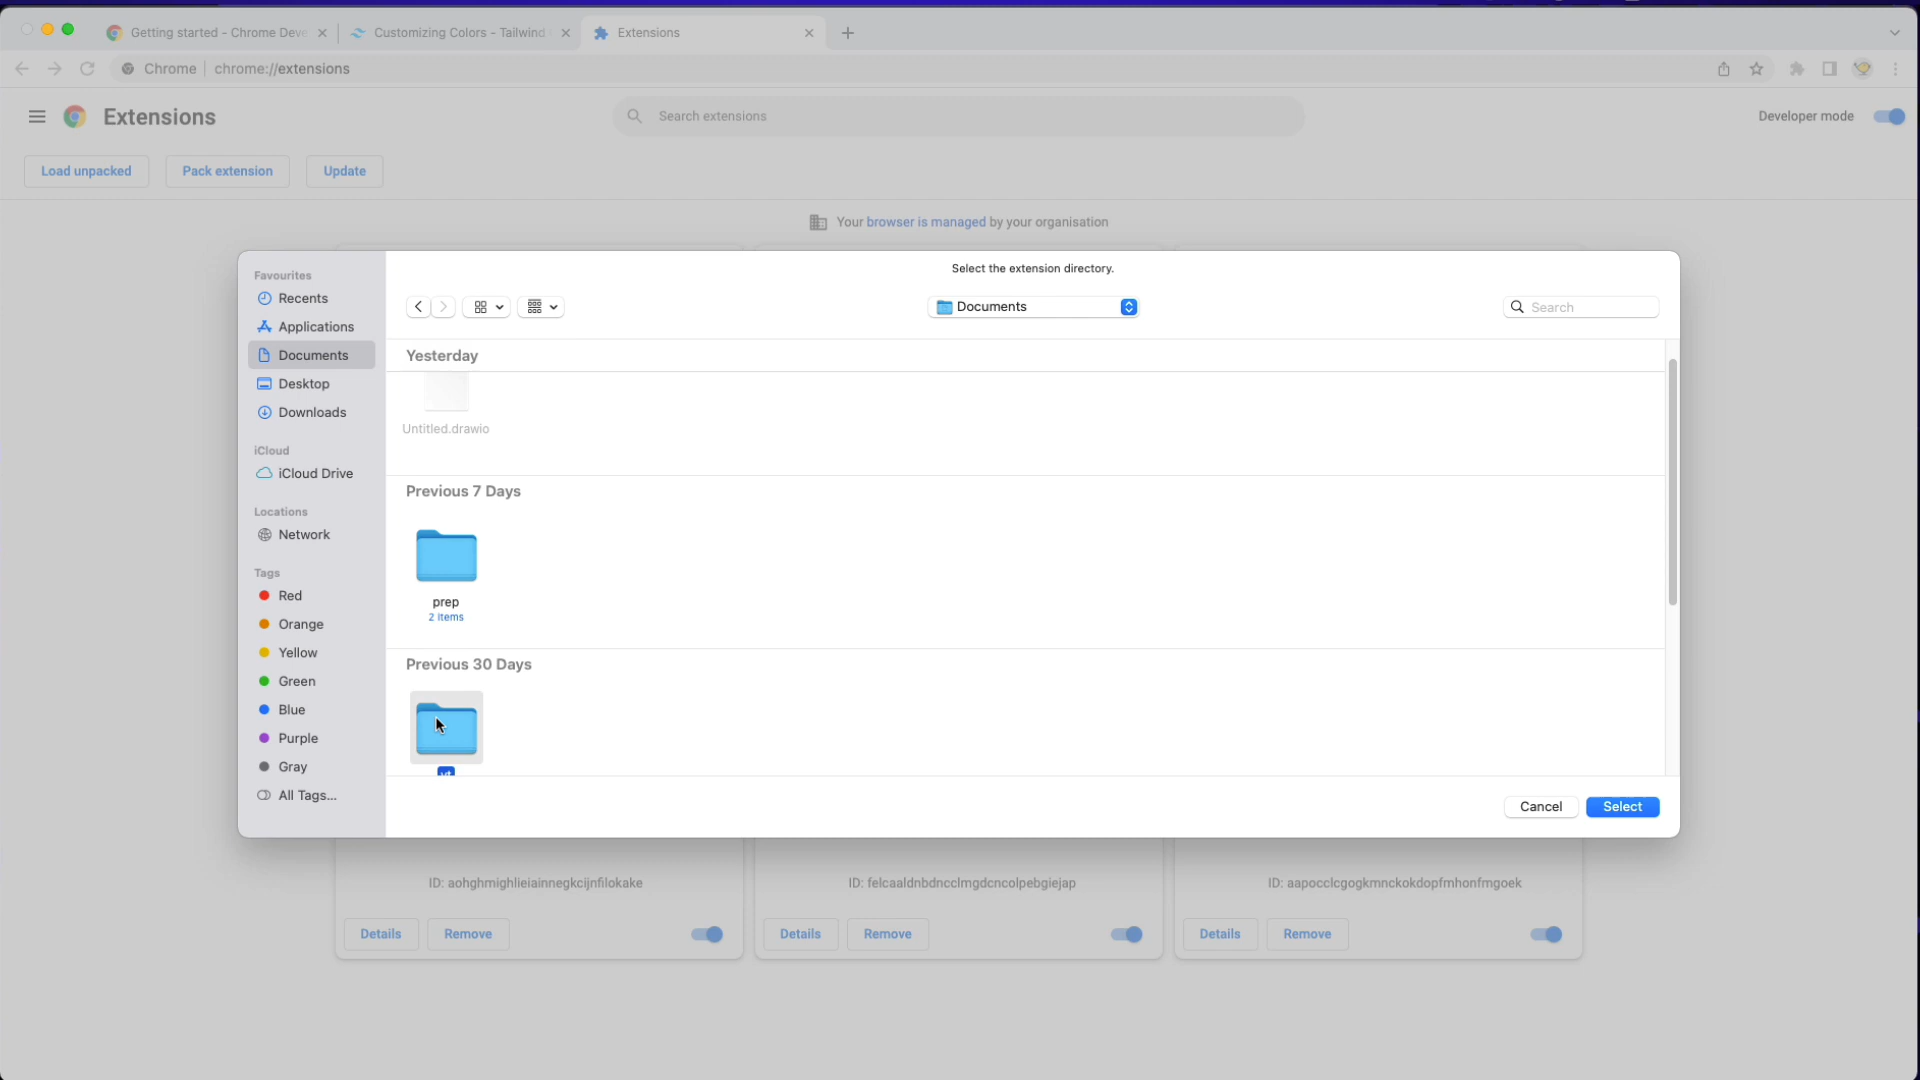 Getting started - Chrome Deve
Customizing Colors - Tailwind
Extensions
Chrome
chrome://extensions
Extensions
Search extensions
Developer mode
Load unpacked
Pack extension
Update
Your browser is managed by your organisation
Select the extension directory.
Favourites
Recents
Applications
Documents
Desktop
Downloads
iCloud
iCloud Drive
Locations
Network
Tags
Red
Orange
Yellow
Green
Blue
Purple
Gray
All Tags...
Documents
Search
Yesterday
Untitled.drawio
Previous 7 Days
prep
2 items
Previous 30 Days
Cancel
Select
ID: aohghmighlieiainnegkcijnfilokake
ID: felcaaldnbdncclmgdcncolpebgiejap
ID: aapocclcgogkmnckokdopfmhonfmgoek
Details
Remove
Details
Remove
Details
Remove